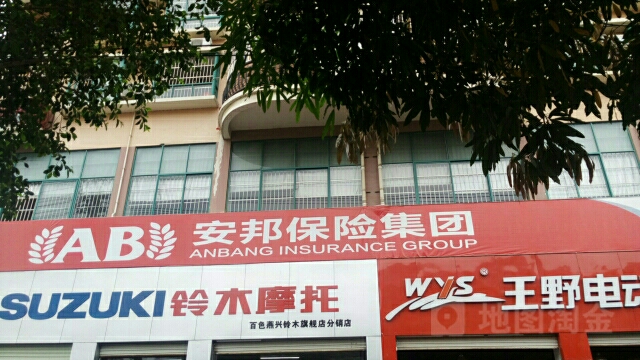 AB 安邦保险集团
ANBANG INSURANCE GROUP
SUZUKI 铃木摩托
百色燕兴铃木旗舰店分销店
WYS® 王野电动
地图淘金